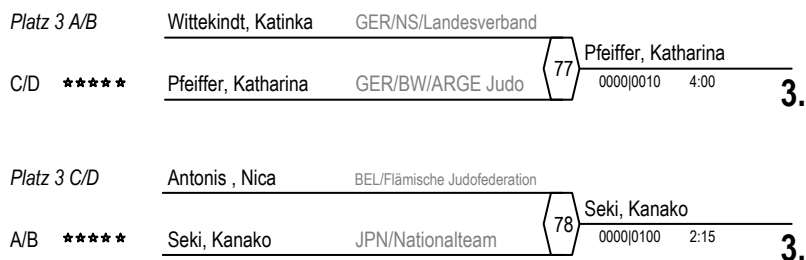 Platz 3 A/B Wittekindt, Katinka GER/NS/Landesverband
Pfeiffer, Katharina
77
C/D ***** Pfeiffer, Katharina GER/BW/ARGE Judo 0000|0010 4:00 3.
Platz 3 C/D Antonis , Nica BEL/Flämische Judofederation
Seki, Kanako
78
A/B ***** Seki, Kanako JPN/Nationalteam 0000|0100 2:15 3.